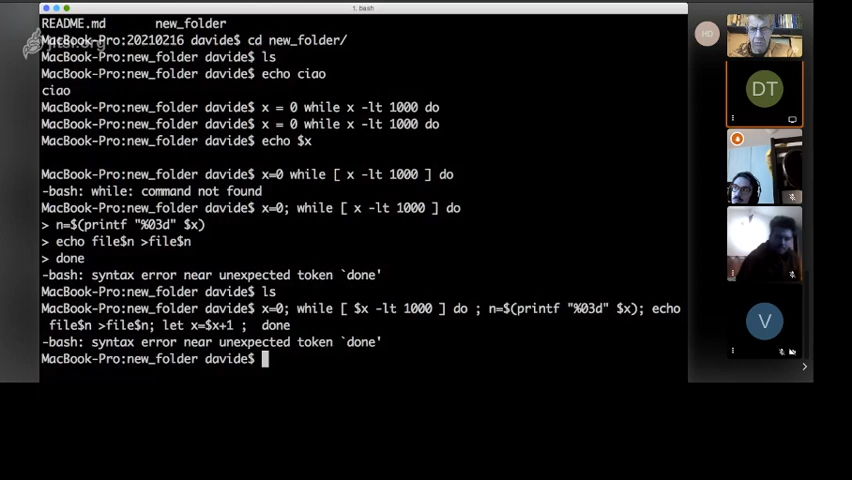 1. bash
README.md new_folder
MacBook-Pro:20210216 davide$ cd new_folder/
MacBook-Pro:new_folder davide$ ls
MacBook-Pro:new_folder davide$ echo ciao
ciao
MacBook-Pro:new_folder davide$ x = 0 while x -lt 1000 do
MacBook-Pro:new_folder davide$ x = 0 while x -lt 1000 do
MacBook-Pro:new_folder davide$ echo $x
MacBook-Pro:new_folder davide$ x=0 while [ x -lt 1000 ] do
-bash: while: command not found
MacBook-Pro:new_folder davide$ x=0; while [ x -lt 1000 ] do
> n=$(printf "%03d" $x)
> echo file$n >file$n
> done
-bash: syntax error near unexpected token `done'
MacBook-Pro:new_folder davide$ ls
MacBook-Pro:new_folder davide$ x=0; while [ $x -lt 1000 ] do ; n=$(printf "%03d" $x); echo
file$n >file$n; let x=$x+1 ;  done
-bash: syntax error near unexpected token `done'
MacBook-Pro:new_folder davide$
jitsi.org
HD
DT
V